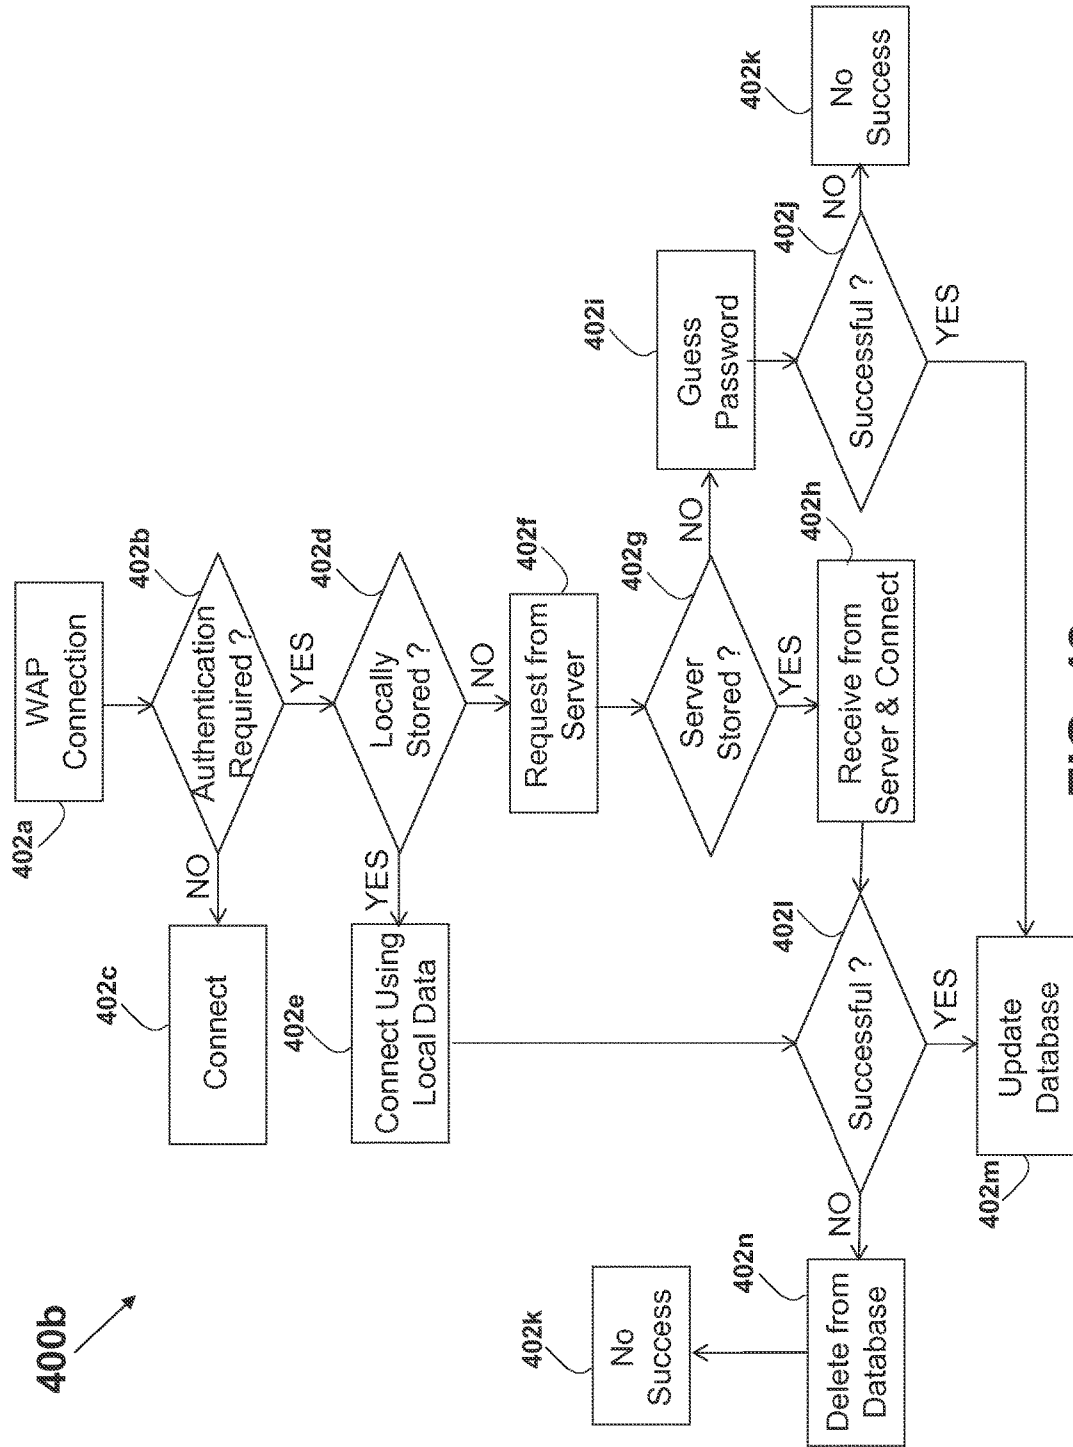 400b
402a
WAP
Connection
402b
Authentication
Required ?
NO
YES
402c
Connect
402d
Locally
Stored ?
YES
NO
402e
Connect Using
Local Data
402f
Request from
Server
402g
Server
Stored ?
NO
YES
402i
Guess
Password
402h
Receive from
Server & Connect
402j
Successful ?
NO
YES
402k
No
Success
402l
Successful ?
NO
YES
402n
Delete from
Database
402k
No
Success
402m
Update
Database